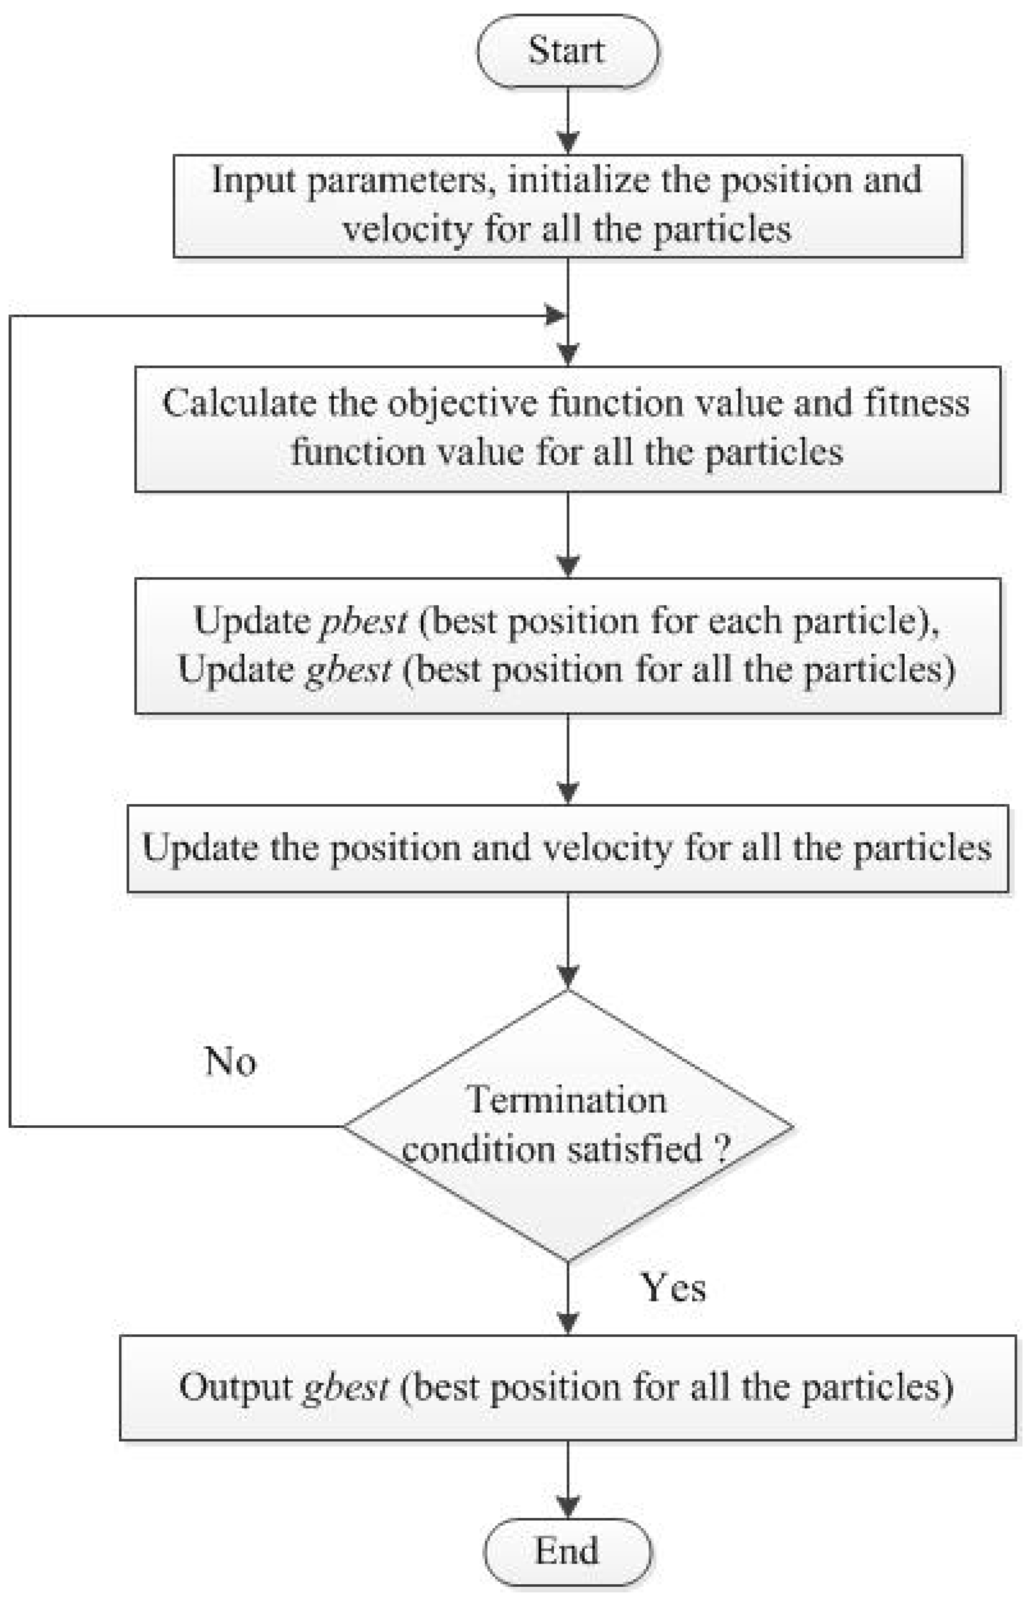 Start
Input parameters, initialize the position and
velocity for all the particles
Calculate the objective function value and fitness
function value for all the particles
Update pbest (best position for each particle),
Update gbest (best position for all the particles)
Update the position and velocity for all the particles
No
Termination
condition satisfied ?
Yes
Output gbest (best position for all the particles)
End